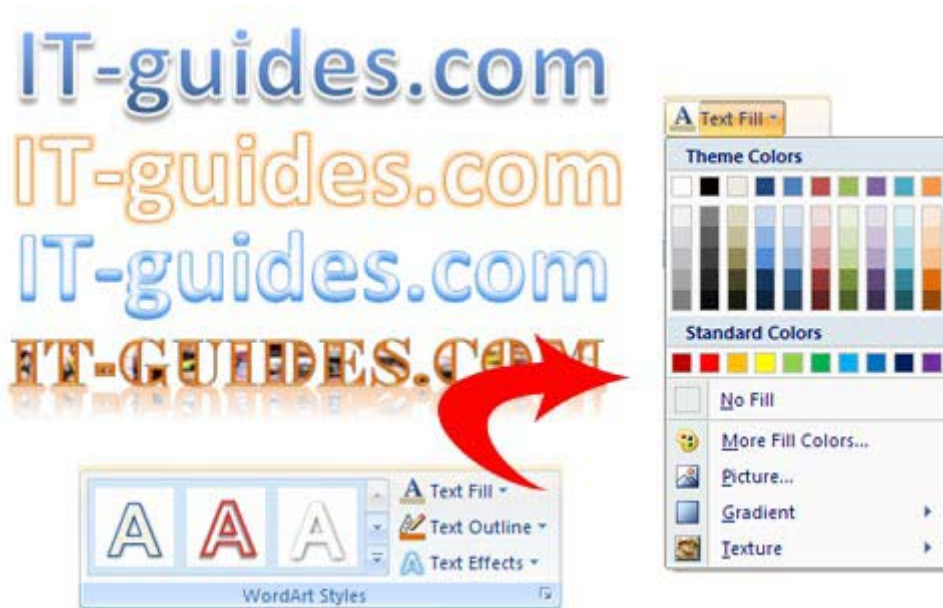 IT-guides.com
IT-guides.com
IT-guides.com
IT-GUIDES.COM
A Text Fill
Theme Colors
Standard Colors
No Fill
More Fill Colors...
Picture...
Gradient
Texture
A A A
A Text Fill
Text Outline
A Text Effects
WordArt Styles